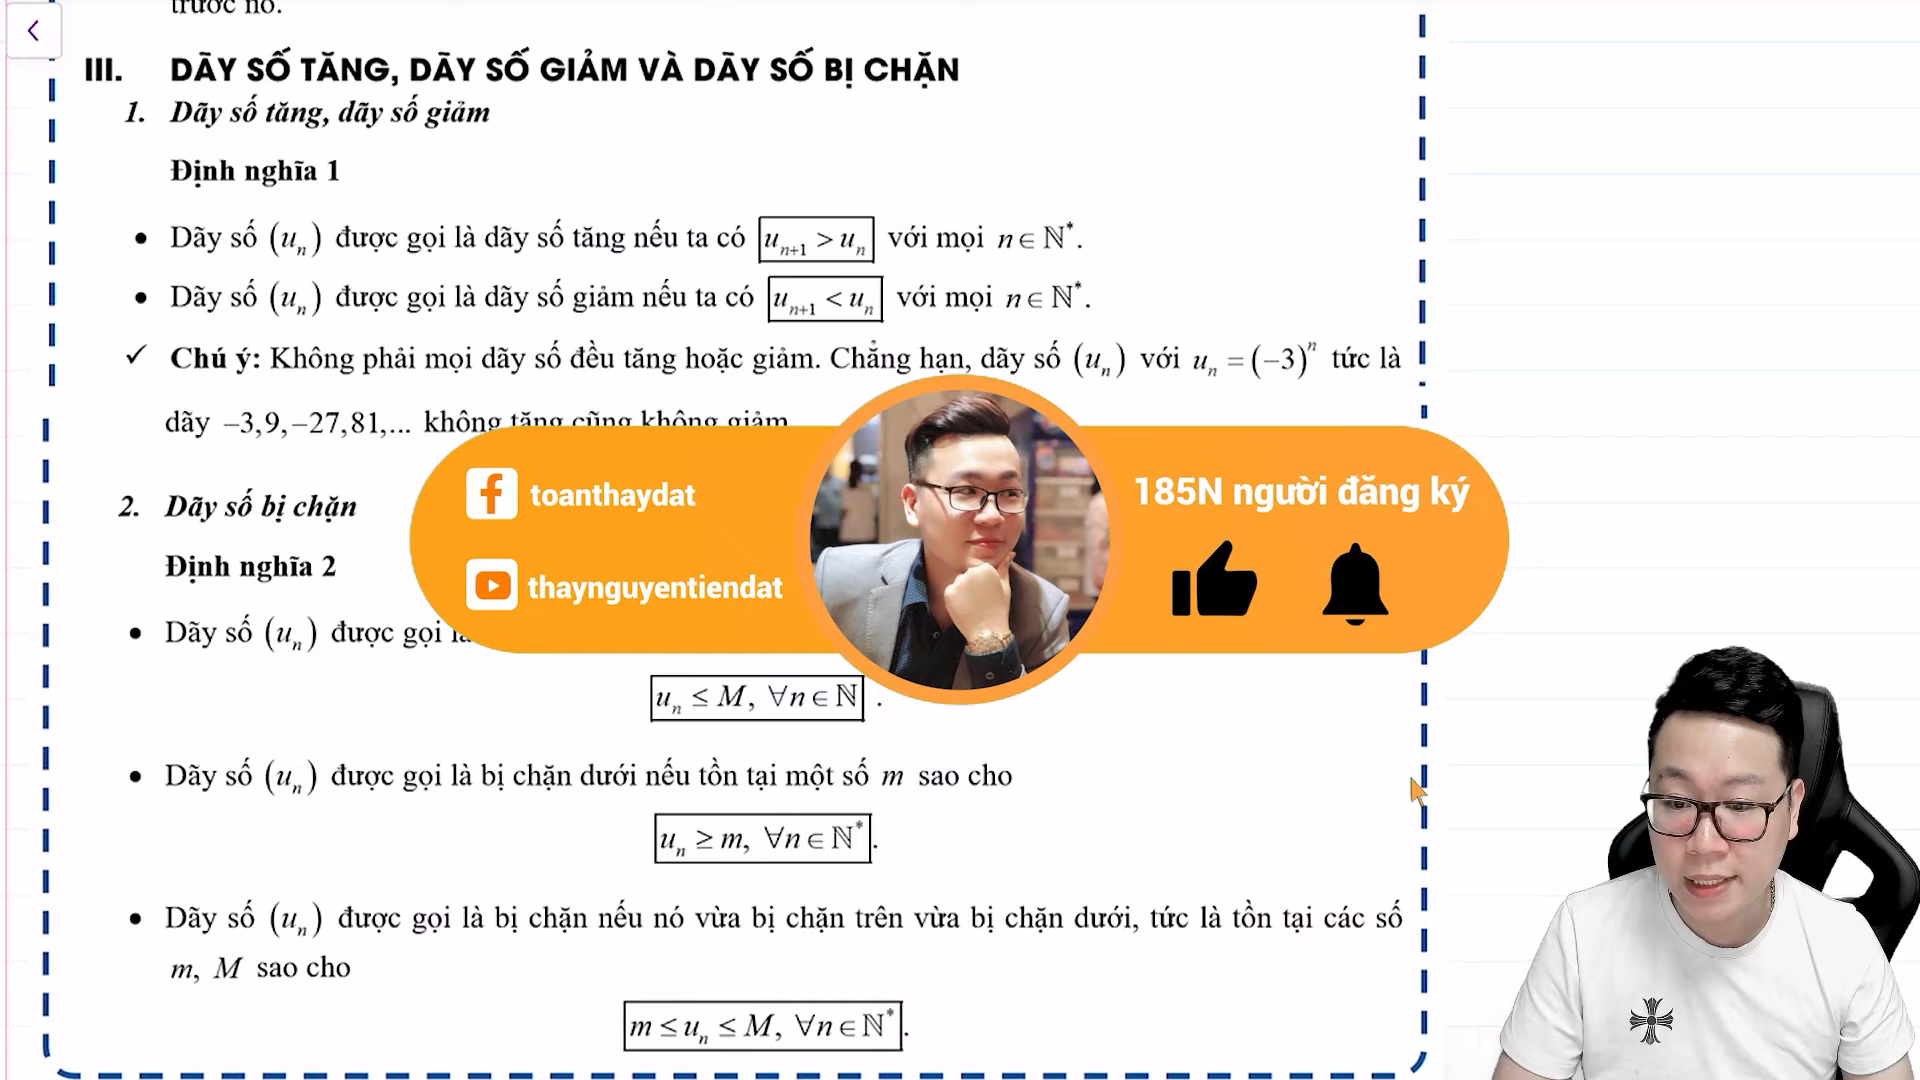 trước nó.
III. DÃY SỐ TĂNG, DÃY SỐ GIẢM VÀ DÃY SỐ BỊ CHẶN
1. Dãy số tăng, dãy số giảm
Định nghĩa 1
• Dãy số (uₙ) được gọi là dãy số tăng nếu ta có uₙ₊₁ > uₙ với mọi n ∈ ℕ*.
• Dãy số (uₙ) được gọi là dãy số giảm nếu ta có uₙ₊₁ < uₙ với mọi n ∈ ℕ*.
✓ Chú ý: Không phải mọi dãy số đều tăng hoặc giảm. Chẳng hạn, dãy số (uₙ) với uₙ = (−3)ⁿ tức là
dãy −3,9,−27,81,... không tăng cũng không giảm
toanthaydat
thaynguyentiendat
185N người đăng ký
2. Dãy số bị chặn
Định nghĩa 2
• Dãy số (uₙ) được gọi là
uₙ ≤ M, ∀n ∈ ℕ .
• Dãy số (uₙ) được gọi là bị chặn dưới nếu tồn tại một số m sao cho
uₙ ≥ m, ∀n ∈ ℕ*.
• Dãy số (uₙ) được gọi là bị chặn nếu nó vừa bị chặn trên vừa bị chặn dưới, tức là tồn tại các số
m, M sao cho
m ≤ uₙ ≤ M, ∀n ∈ ℕ*.